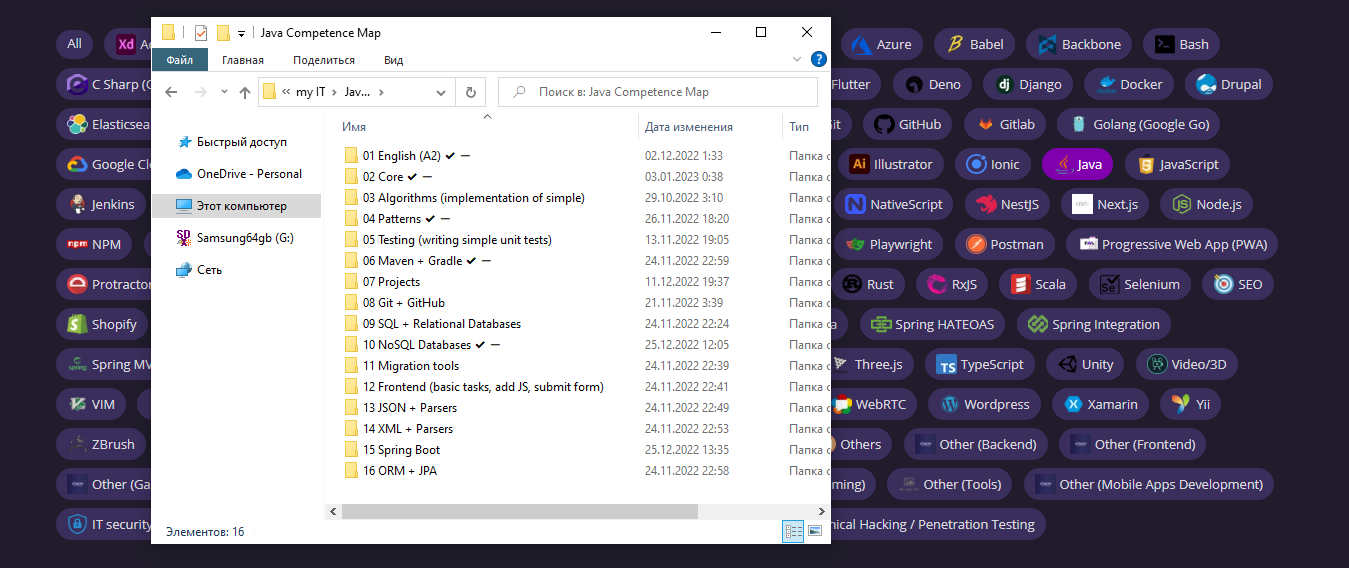 Java Competence Map
Файл Главная Поделиться Вид
my IT Jav...
Поиск в: Java Competence Map
Быстрый доступ
OneDrive - Personal
Этот компьютер
Samsung64gb (G:)
Сеть
Имя Дата изменения Тип
01 English (A2) ✔ — 02.12.2022 1:33 Папка
02 Core ✔ — 03.01.2023 0:38 Папка
03 Algorithms (implementation of simple) 29.10.2022 3:10 Папка
04 Patterns ✔ — 26.11.2022 18:20 Папка
05 Testing (writing simple unit tests) 13.11.2022 19:05 Папка
06 Maven + Gradle ✔ — 24.11.2022 22:59 Папка
07 Projects 11.12.2022 19:37 Папка
08 Git + GitHub 21.11.2022 3:39 Папка
09 SQL + Relational Databases 24.11.2022 22:24 Папка
10 NoSQL Databases ✔ — 25.12.2022 12:05 Папка
11 Migration tools 24.11.2022 22:39 Папка
12 Frontend (basic tasks, add JS, submit form) 24.11.2022 22:41 Папка
13 JSON + Parsers 24.11.2022 22:49 Папка
14 XML + Parsers 24.11.2022 22:53 Папка
15 Spring Boot 25.12.2022 13:35 Папка
16 ORM + JPA 24.11.2022 22:58 Папка
Элементов: 16
All Xd Azure Babel Backbone Bash
C Sharp Flutter Deno Django Docker Drupal
Elasticsea GitHub Gitlab Golang (Google Go)
Google Clo Ai Illustrator Ionic Java JavaScript
Jenkins NativeScript NestJS Next.js Node.js
npm NPM Playwright Postman PWA Progressive Web App (PWA)
Protractor Rust RxJS Scala Se Selenium SEO
Shopify Spring HATEOAS Spring Integration
spring Spring MV Three.js TS TypeScript Unity Video/3D
VIM WebRTC Wordpress Xamarin Yii
ZBrush Others Other (Backend) Other (Frontend)
Other (Ga ming) Other (Tools) Other (Mobile Apps Development)
IT security nical Hacking / Penetration Testing